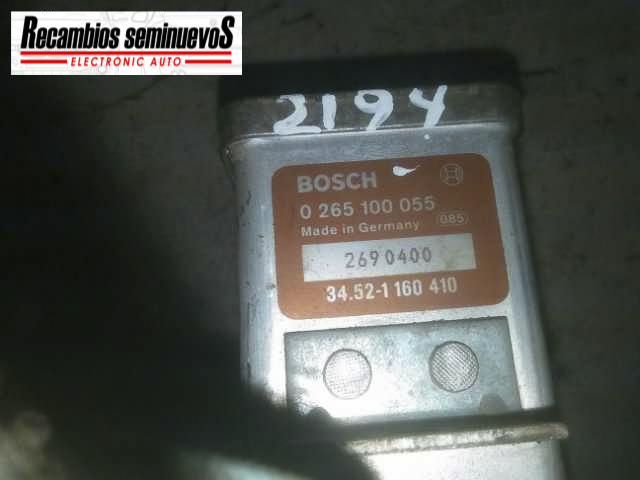 Recambios seminuevoS
ELECTRONIC AUTO
2194
BOSCH
0 265 100 055
Made in Germany 085
2690400
34.52-1 160 410